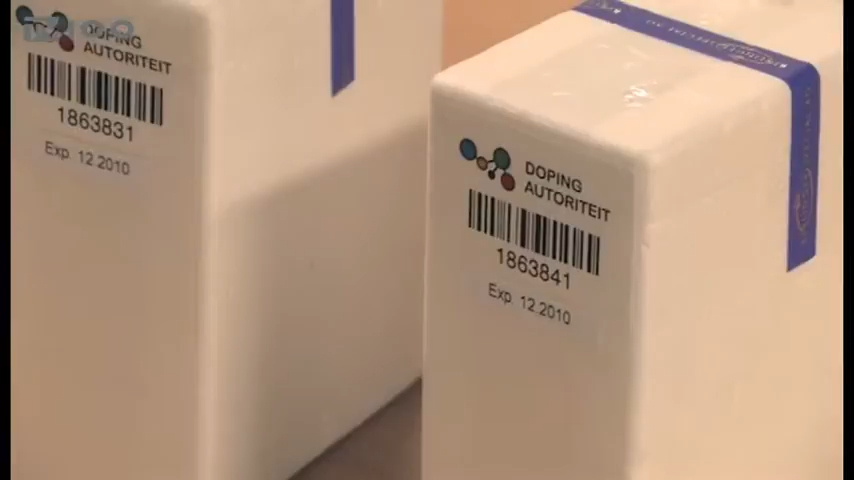 DOPING
AUTORITEIT
1863831
Exp. 12.2010
DOPING
AUTORITEIT
1863841
Exp. 12.2010